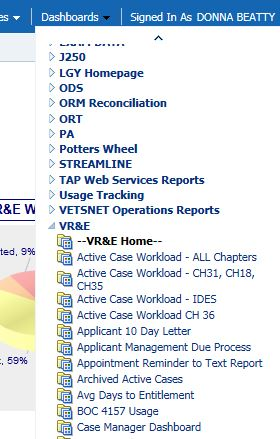 es
Dashboards
Signed In As DONNA BEATTY
EXAM DATA
J250
LGY Homepage
ODS
ORM Reconciliation
ORT
PA
Potters Wheel
STREAMLINE
TAP Web Services Reports
Usage Tracking
VETSNET Operations Reports
VR&E
--VR&E Home--
Active Case Workload - ALL Chapters
Active Case Workload - CH31, CH18,
CH35
Active Case Workload - IDES
Active Case Workload CH 36
Applicant 10 Day Letter
Applicant Management Due Process
Appointment Reminder to Text Report
Archived Active Cases
Avg Days to Entitlement
BOC 4157 Usage
Case Manager Dashboard
R&E W
ted, 9%
t, 59%